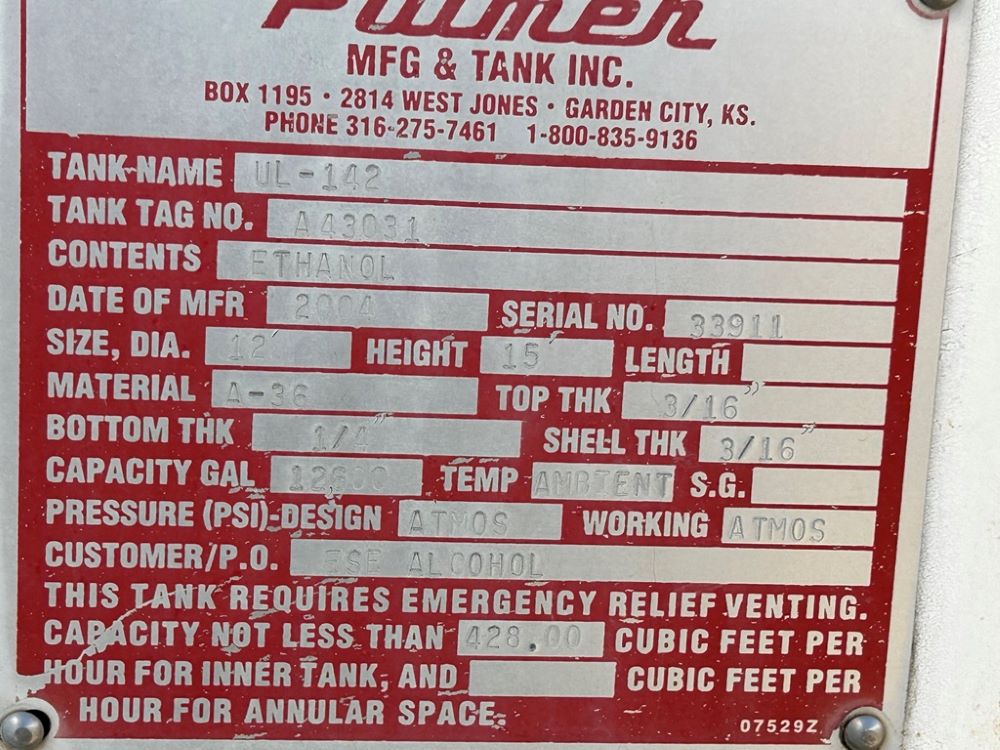 Palmer
MFG & TANK INC.
BOX 1195 · 2814 WEST JONES · GARDEN CITY, KS.
PHONE 316-275-7461 1-800-835-9136
TANK NAME UL-142
TANK TAG NO. A43031
CONTENTS ETHANOL
DATE OF MFR 2004 SERIAL NO. 33911
SIZE, DIA. 12' HEIGHT 15' LENGTH
MATERIAL A-36 TOP THK 3/16"
BOTTOM THK 1/4" SHELL THK 3/16"
CAPACITY GAL 12600 TEMP AMBIENT S.G.
PRESSURE (PSI)-DESIGN ATMOS WORKING ATMOS
CUSTOMER/P.O. ESE ALCOHOL
THIS TANK REQUIRES EMERGENCY RELIEF VENTING.
CAPACITY NOT LESS THAN 428.00 CUBIC FEET PER
HOUR FOR INNER TANK, AND CUBIC FEET PER
HOUR FOR ANNULAR SPACE.
07529Z